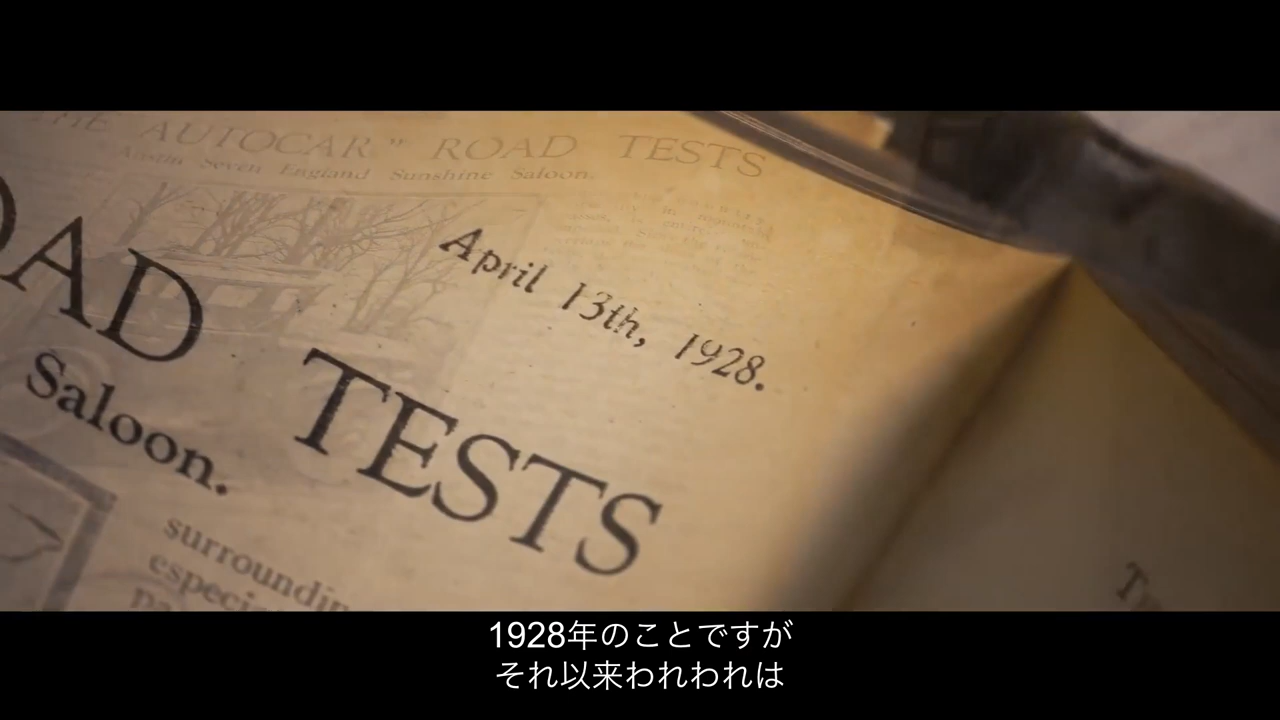 THE AUTOCAR" ROAD TESTS
Austin Seven England Sunshine Saloon.
April 13th, 1928.
OAD TESTS
Saloon.
surroundin
especi
pa
1928年のことですが
それ以来われわれは